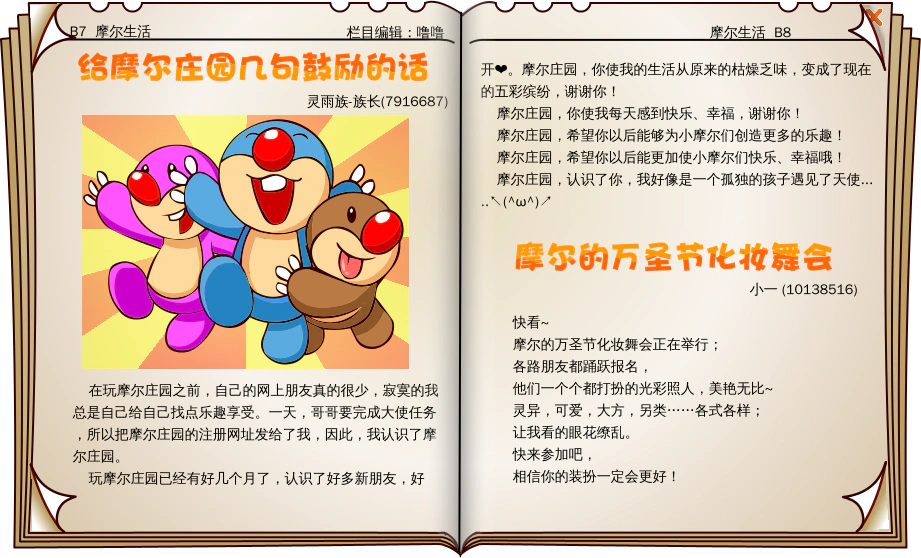 B7 摩尔生活
栏目编辑：噜噜
给摩尔庄园几句鼓励的话
灵雨族-族长(7916687)
在玩摩尔庄园之前，自己的网上朋友真的很少，寂寞的我
总是自己给自己找点乐趣享受。一天，哥哥要完成大使任务
，所以把摩尔庄园的注册网址发给了我，因此，我认识了摩
尔庄园。
玩摩尔庄园已经有好几个月了，认识了好多新朋友，好
摩尔生活 B8
开❤。摩尔庄园，你使我的生活从原来的枯燥乏味，变成了现在
的五彩缤纷，谢谢你！
摩尔庄园，你使我每天感到快乐、幸福，谢谢你！
摩尔庄园，希望你以后能够为小摩尔们创造更多的乐趣！
摩尔庄园，希望你以后能更加使小摩尔们快乐、幸福哦！
摩尔庄园，认识了你，我好像是一个孤独的孩子遇见了天使...
..↖(^ω^)↗
摩尔的万圣节化妆舞会
小一 (10138516)
快看~
摩尔的万圣节化妆舞会正在举行；
各路朋友都踊跃报名，
他们一个个都打扮的光彩照人，美艳无比~
灵异，可爱，大方，另类……各式各样；
让我看的眼花缭乱。
快来参加吧，
相信你的装扮一定会更好！